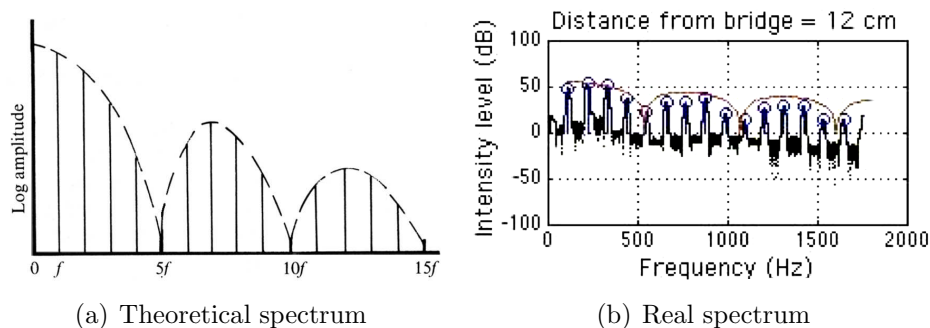 Log amplitude
0 f 5f 10f 15f
(a) Theoretical spectrum
Distance from bridge = 12 cm
Intensity level (dB)
100
50
0
-50
-100
0 500 1000 1500 2000
Frequency (Hz)
(b) Real spectrum